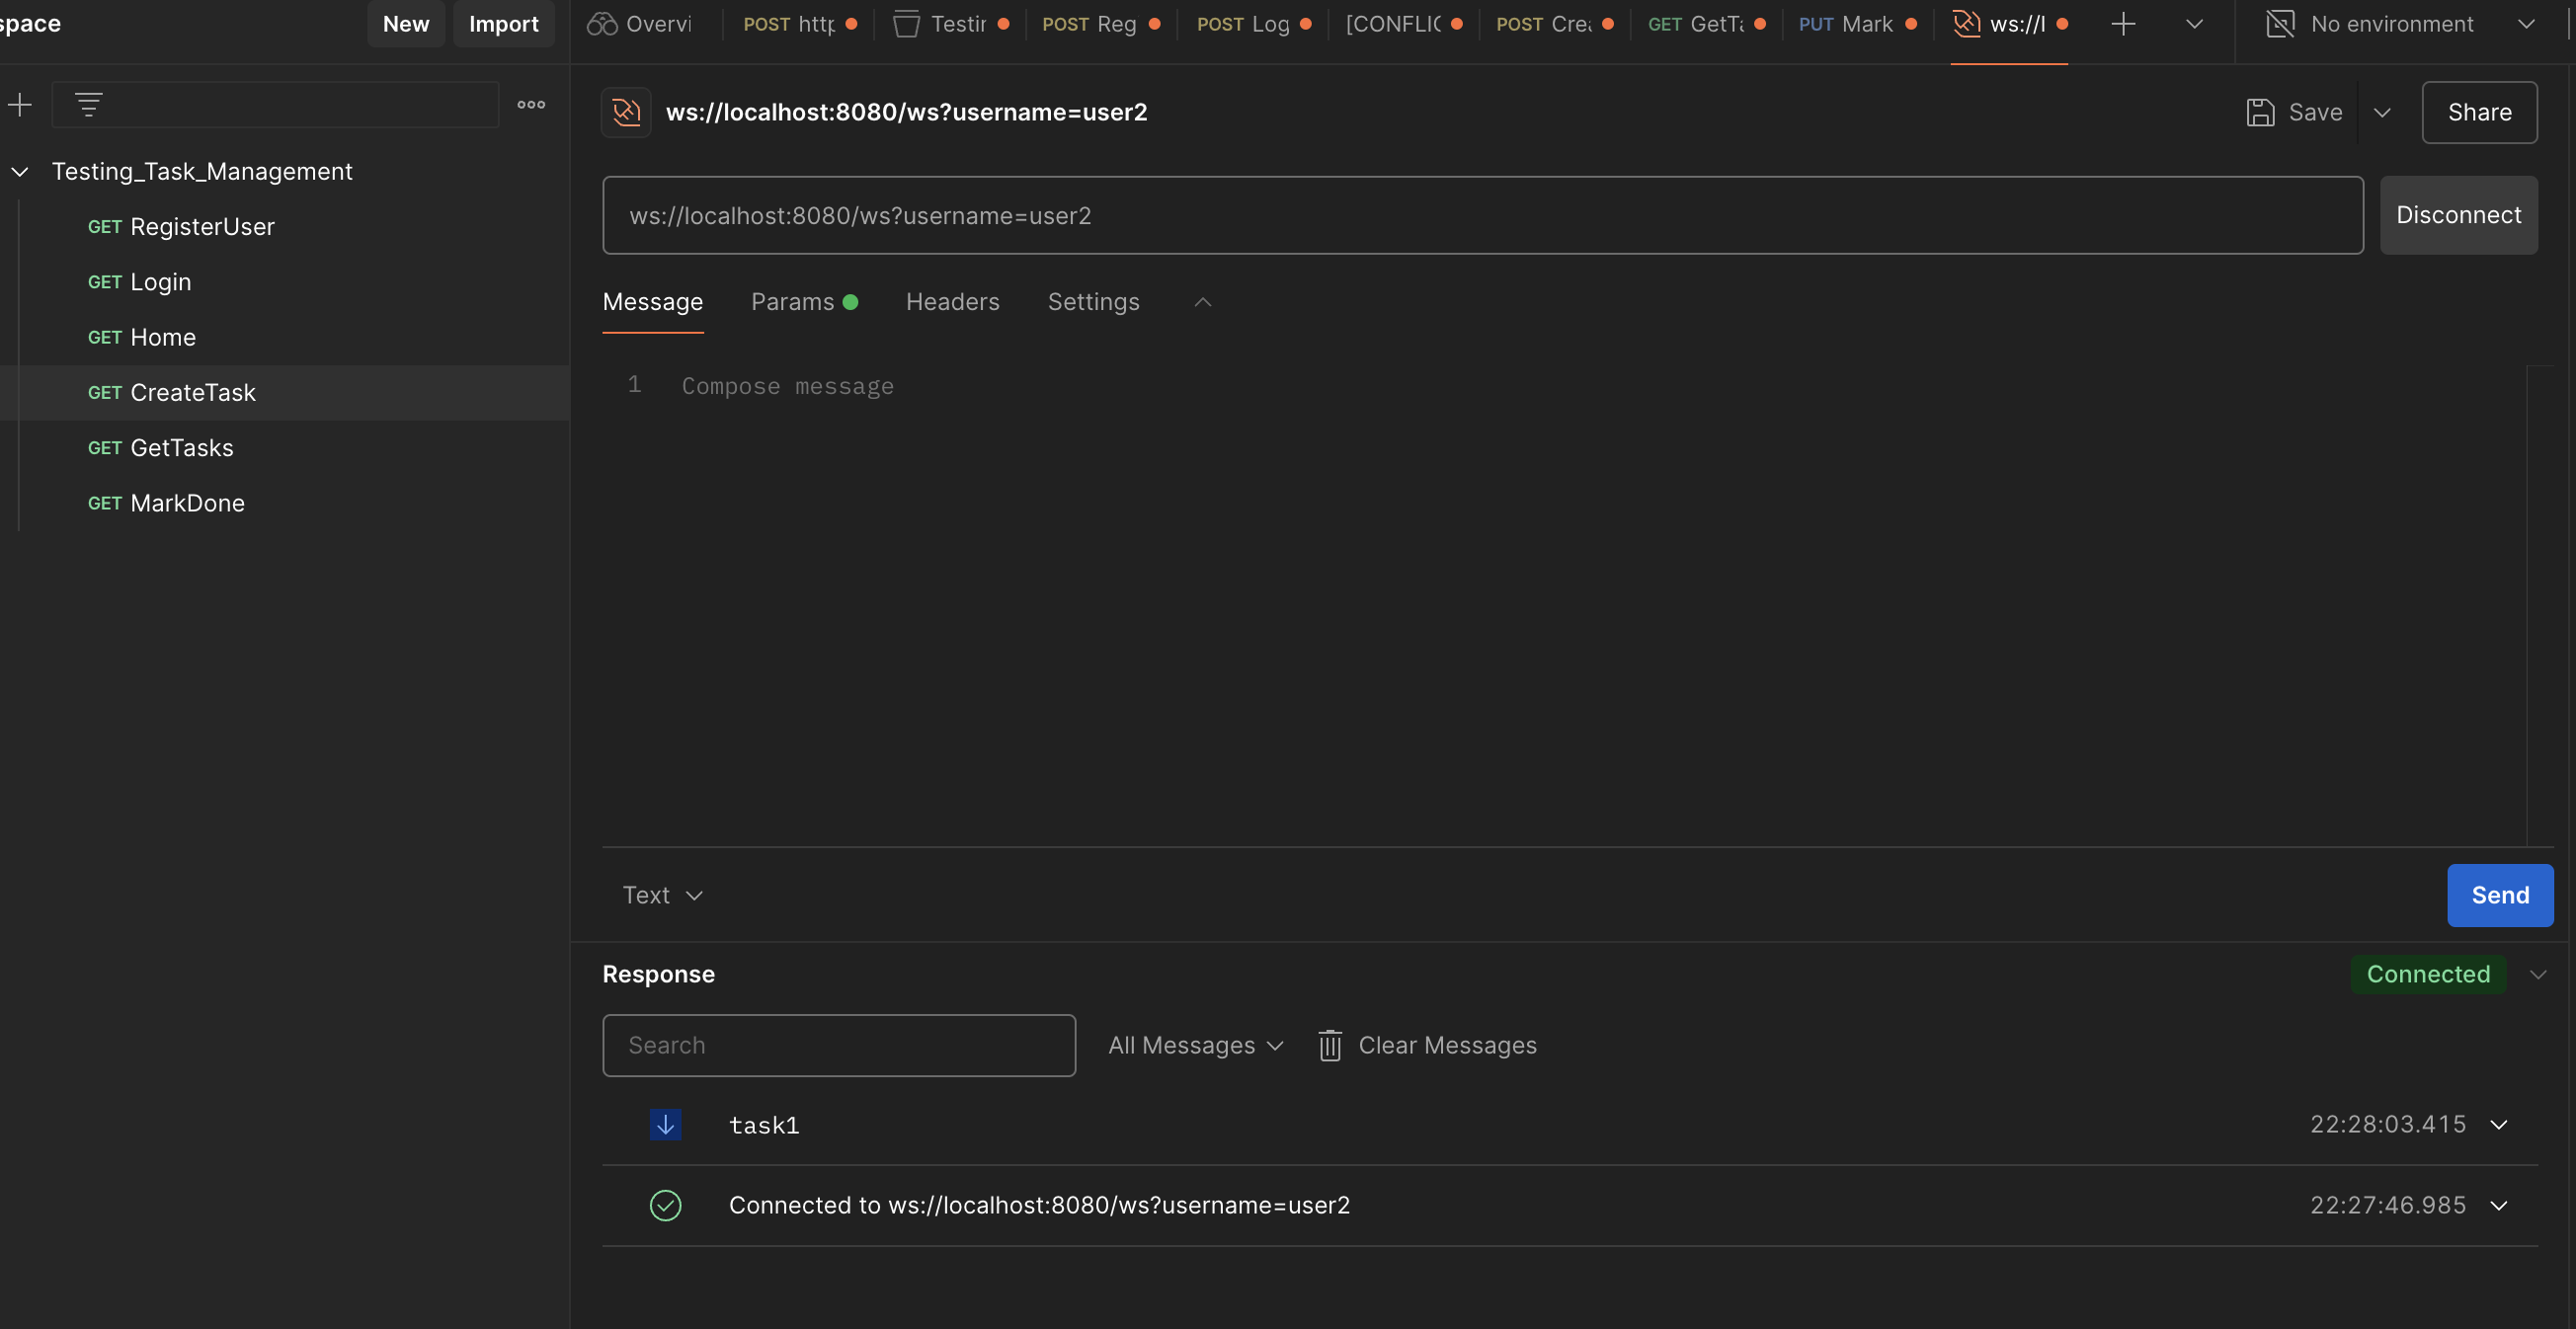 space
New
Import
Overvi
POST http
Testin
POST Reg
POST Log
[CONFLIC
POST Crea
GET GetTa
PUT Mark
ws://l
No environment
Testing_Task_Management
GET RegisterUser
GET Login
GET Home
GET CreateTask
GET GetTasks
GET MarkDone
ws://localhost:8080/ws?username=user2
Save
Share
ws://localhost:8080/ws?username=user2
Disconnect
Message
Params
Headers
Settings
1 Compose message
Text
Send
Response
Connected
Search
All Messages
Clear Messages
task1
22:28:03.415
Connected to ws://localhost:8080/ws?username=user2
22:27:46.985